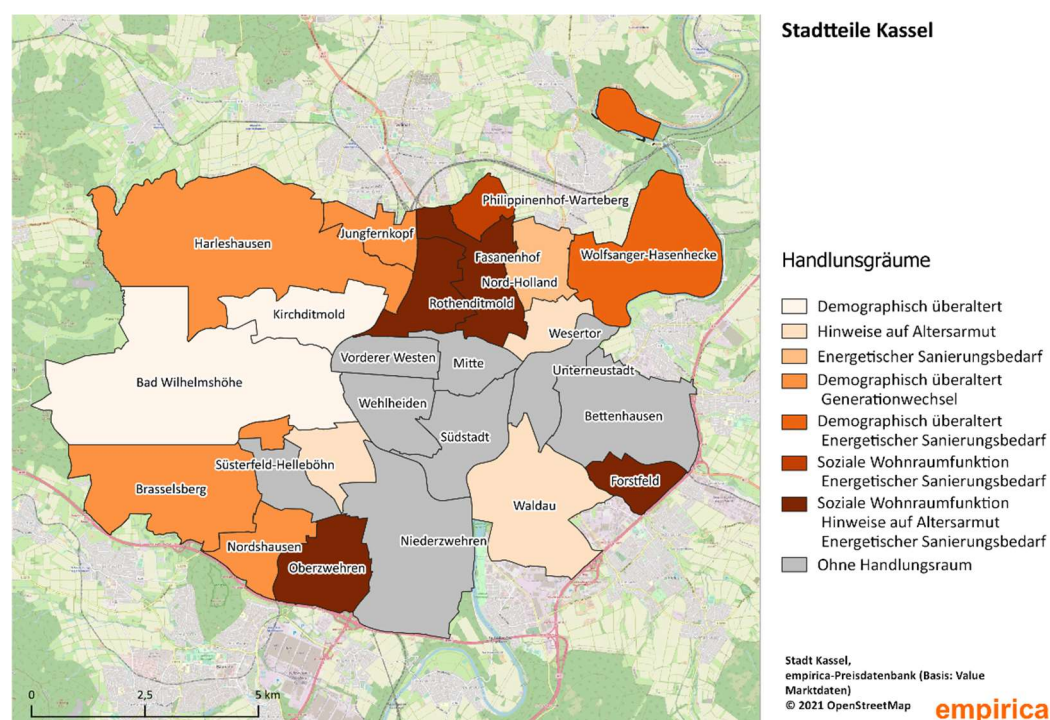 Stadtteile Kassel
Philippinenhof-Warteberg
Jungfernkopf
Harleshausen
Fasanenhof
Wolfsanger-Hasenhecke
Nord-Holland
Rothenditmold
Kirchditmold
Wesertor
Vorderer Westen
Mitte
Unterneustadt
Bad Wilhelmshöhe
Wehlheiden
Bettenhausen
Südstadt
Süsterfeld-Helleböhn
Forstfeld
Brasselsberg
Waldau
Niederzwehren
Nordshausen
Oberzwehren
0 2,5 5 km
Handlungsgräume
Demographisch überaltert
Hinweise auf Altersarmut
Energetischer Sanierungsbedarf
Demographisch überaltert
Generationwechsel
Demographisch überaltert
Energetischer Sanierungsbedarf
Soziale Wohnraumfunktion
Energetischer Sanierungsbedarf
Soziale Wohnraumfunktion
Hinweise auf Altersarmut
Energetischer Sanierungsbedarf
Ohne Handlungsraum
Stadt Kassel,
empirica-Preisdatenbank (Basis: Value
Marktdaten)
© 2021 OpenStreetMap
empirica